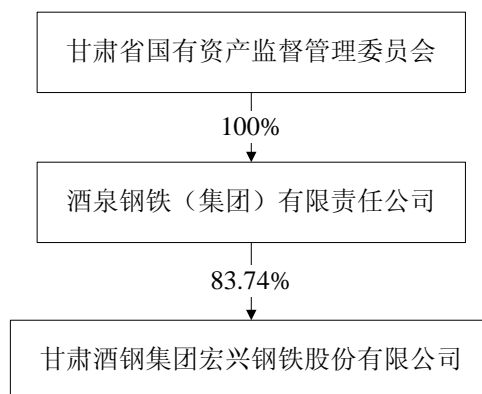 甘肃省国有资产监督管理委员会
100%
酒泉钢铁（集团）有限责任公司
83.74%
甘肃酒钢集团宏兴钢铁股份有限公司